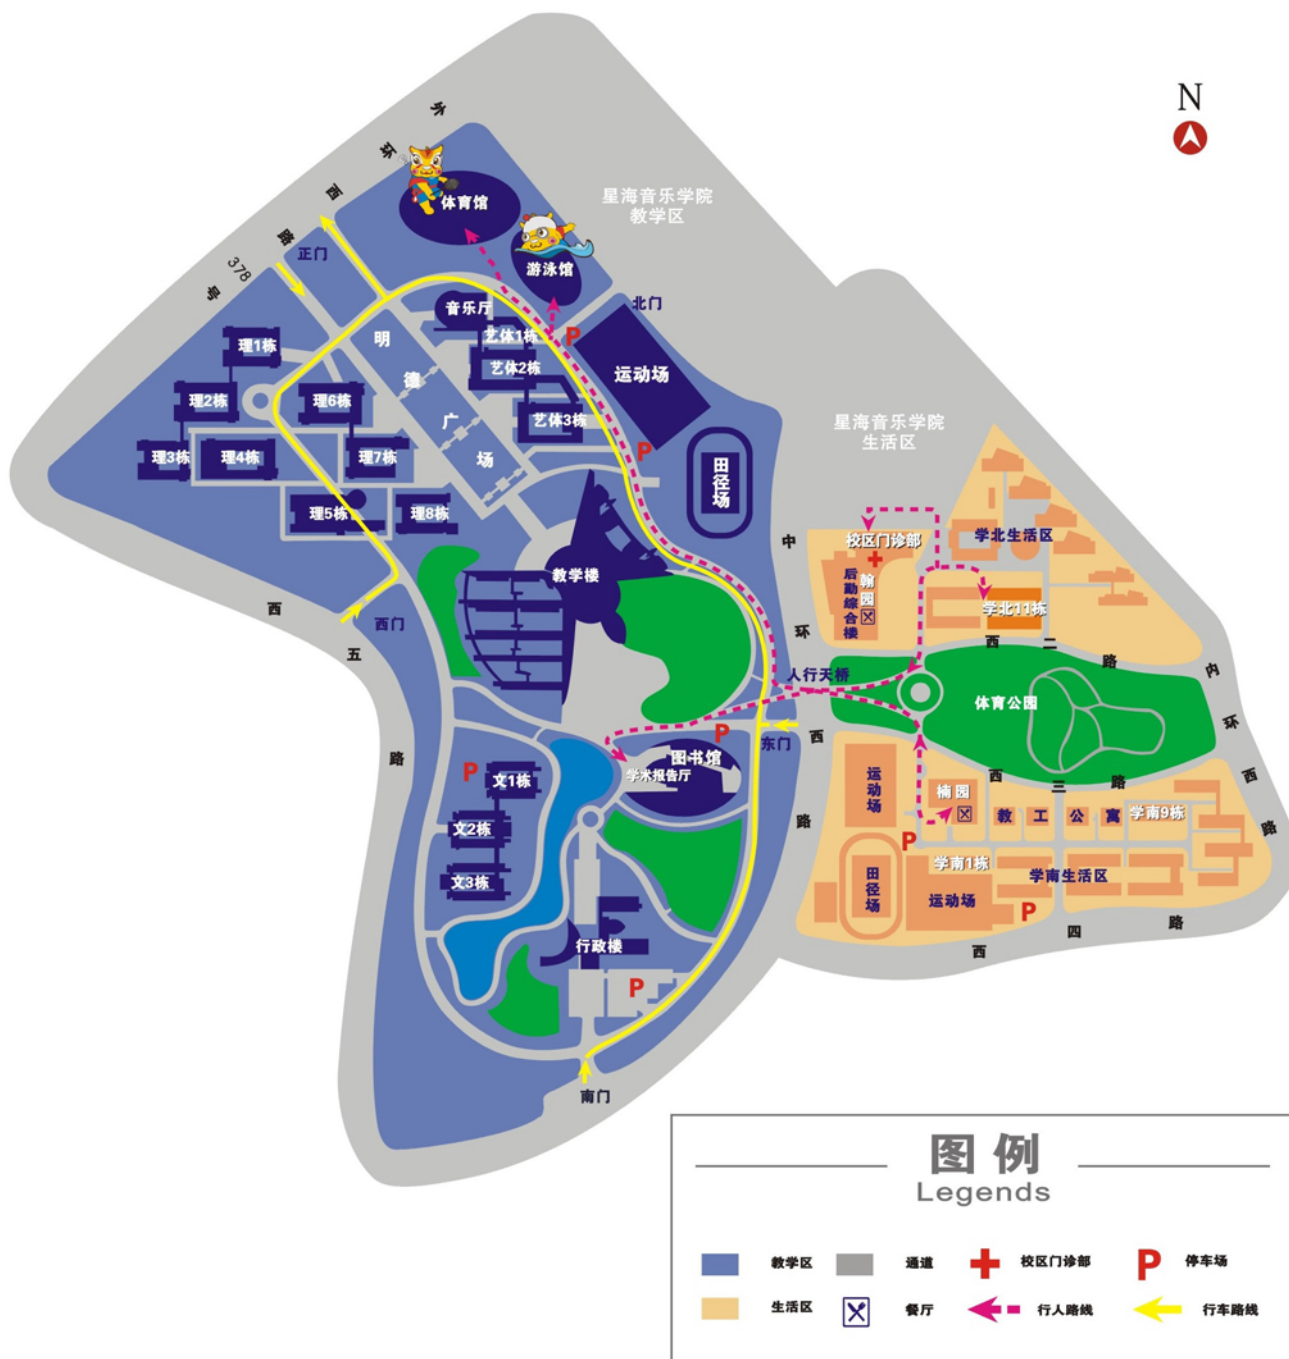 N
外
环
西
路
378
号
正门
体育馆
游泳馆
星海音乐学院
教学区
北门
音乐厅
艺体1栋
艺体2栋
艺体3栋
P
运动场
P
田径场
明
德
广
场
理1栋
理2栋
理3栋
理4栋
理5栋
理6栋
理7栋
理8栋
教学楼
西门
西
五
路
星海音乐学院
生活区
中
环
西
路
校区门诊部
后勤综合楼
翰园
学北生活区
学北11栋
西
二
路
内
环
西
路
人行天桥
体育公园
东门
P
图书馆
学术报告厅
P
文1栋
文2栋
文3栋
行政楼
P
南门
运动场
楠园
西
三
路
教
工
公
寓
学南9栋
P
学南1栋
学南生活区
田径场
运动场
P
西
四
路
图 例
Legends
教学区
通道
校区门诊部
P
停车场
生活区
餐厅
行人路线
行车路线